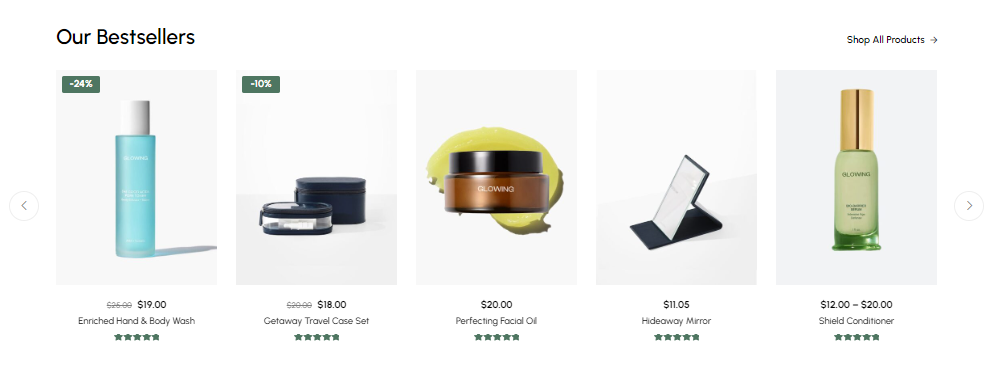 Our Bestsellers
Shop All Products →
-24%
-10%
GLOWING
GLOWING
GLOWING
$25.00 $19.00
$20.00 $18.00
$20.00
$11.05
$12.00 – $20.00
Enriched Hand & Body Wash
Getaway Travel Case Set
Perfecting Facial Oil
Hideaway Mirror
Shield Conditioner